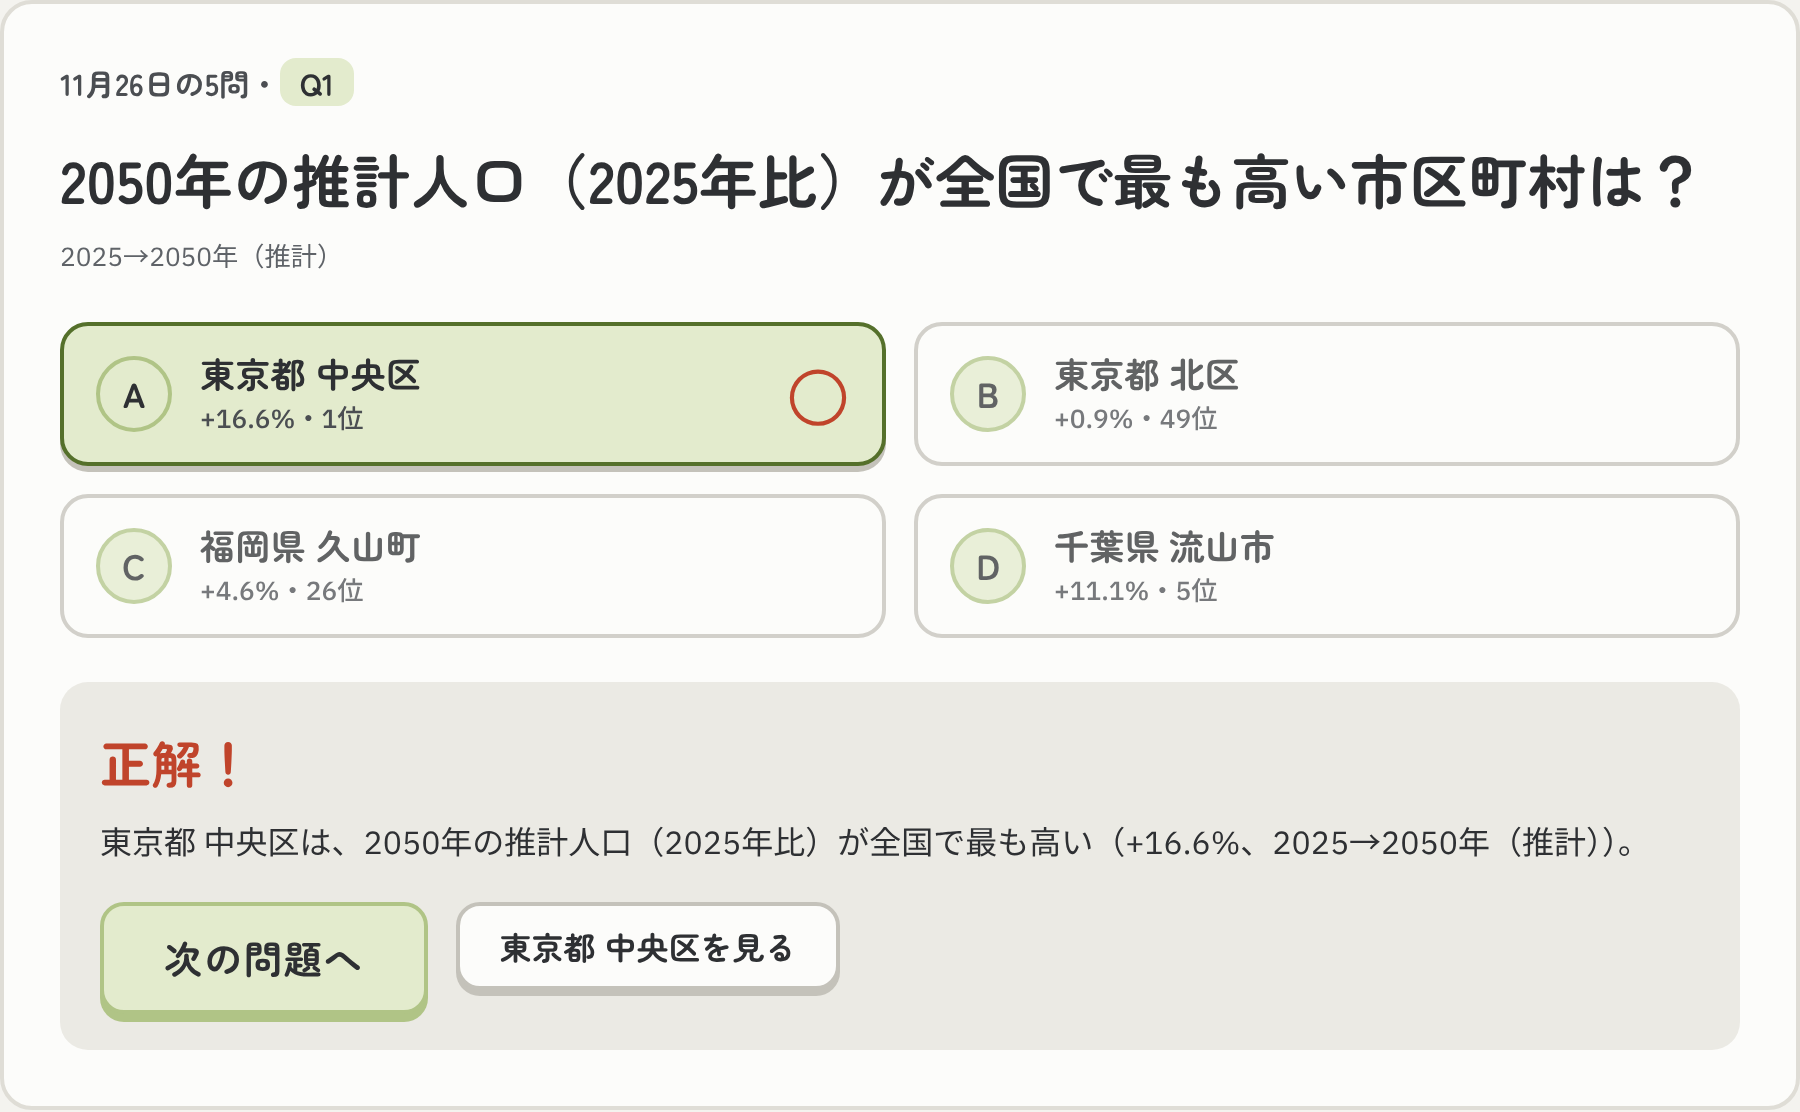 11月26日の5問・ Q1
2050年の推計人口（2025年比）が全国で最も高い市区町村は？
2025→2050年（推計）
A 東京都 中央区
+16.6%・1位
B 東京都 北区
+0.9%・49位
C 福岡県 久山町
+4.6%・26位
D 千葉県 流山市
+11.1%・5位
正解！
東京都 中央区は、2050年の推計人口（2025年比）が全国で最も高い（+16.6%、2025→2050年（推計））。
次の問題へ
東京都 中央区を見る